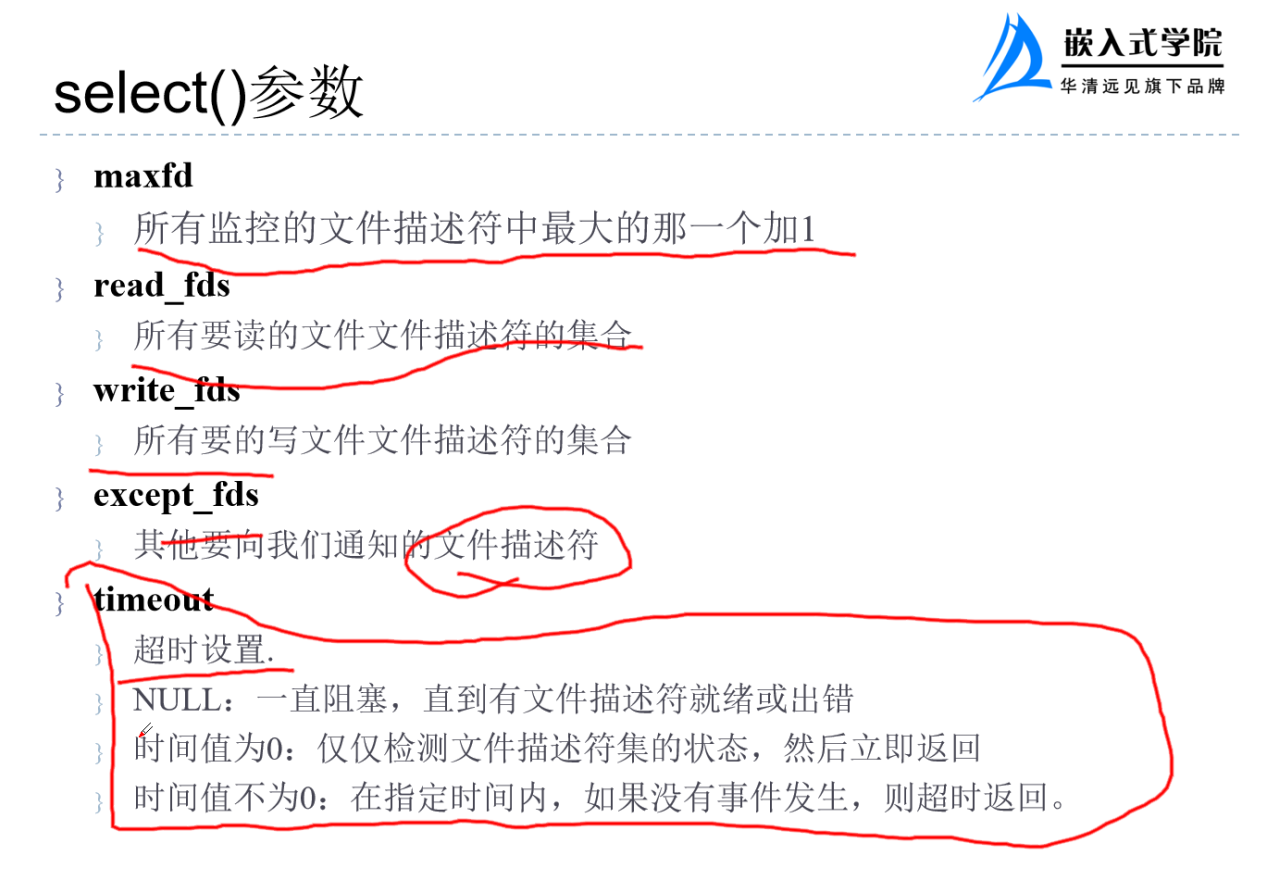 嵌入式学院
华清远见旗下品牌
select()参数
maxfd
所有监控的文件描述符中最大的那一个加1
read_fds
所有要读的文件文件描述符的集合
write_fds
所有要的写文件文件描述符的集合
except_fds
其他要向我们通知的文件描述符
timeout
超时设置.
NULL：一直阻塞，直到有文件描述符就绪或出错
时间值为0：仅仅检测文件描述符集的状态，然后立即返回
时间值不为0：在指定时间内，如果没有事件发生，则超时返回。